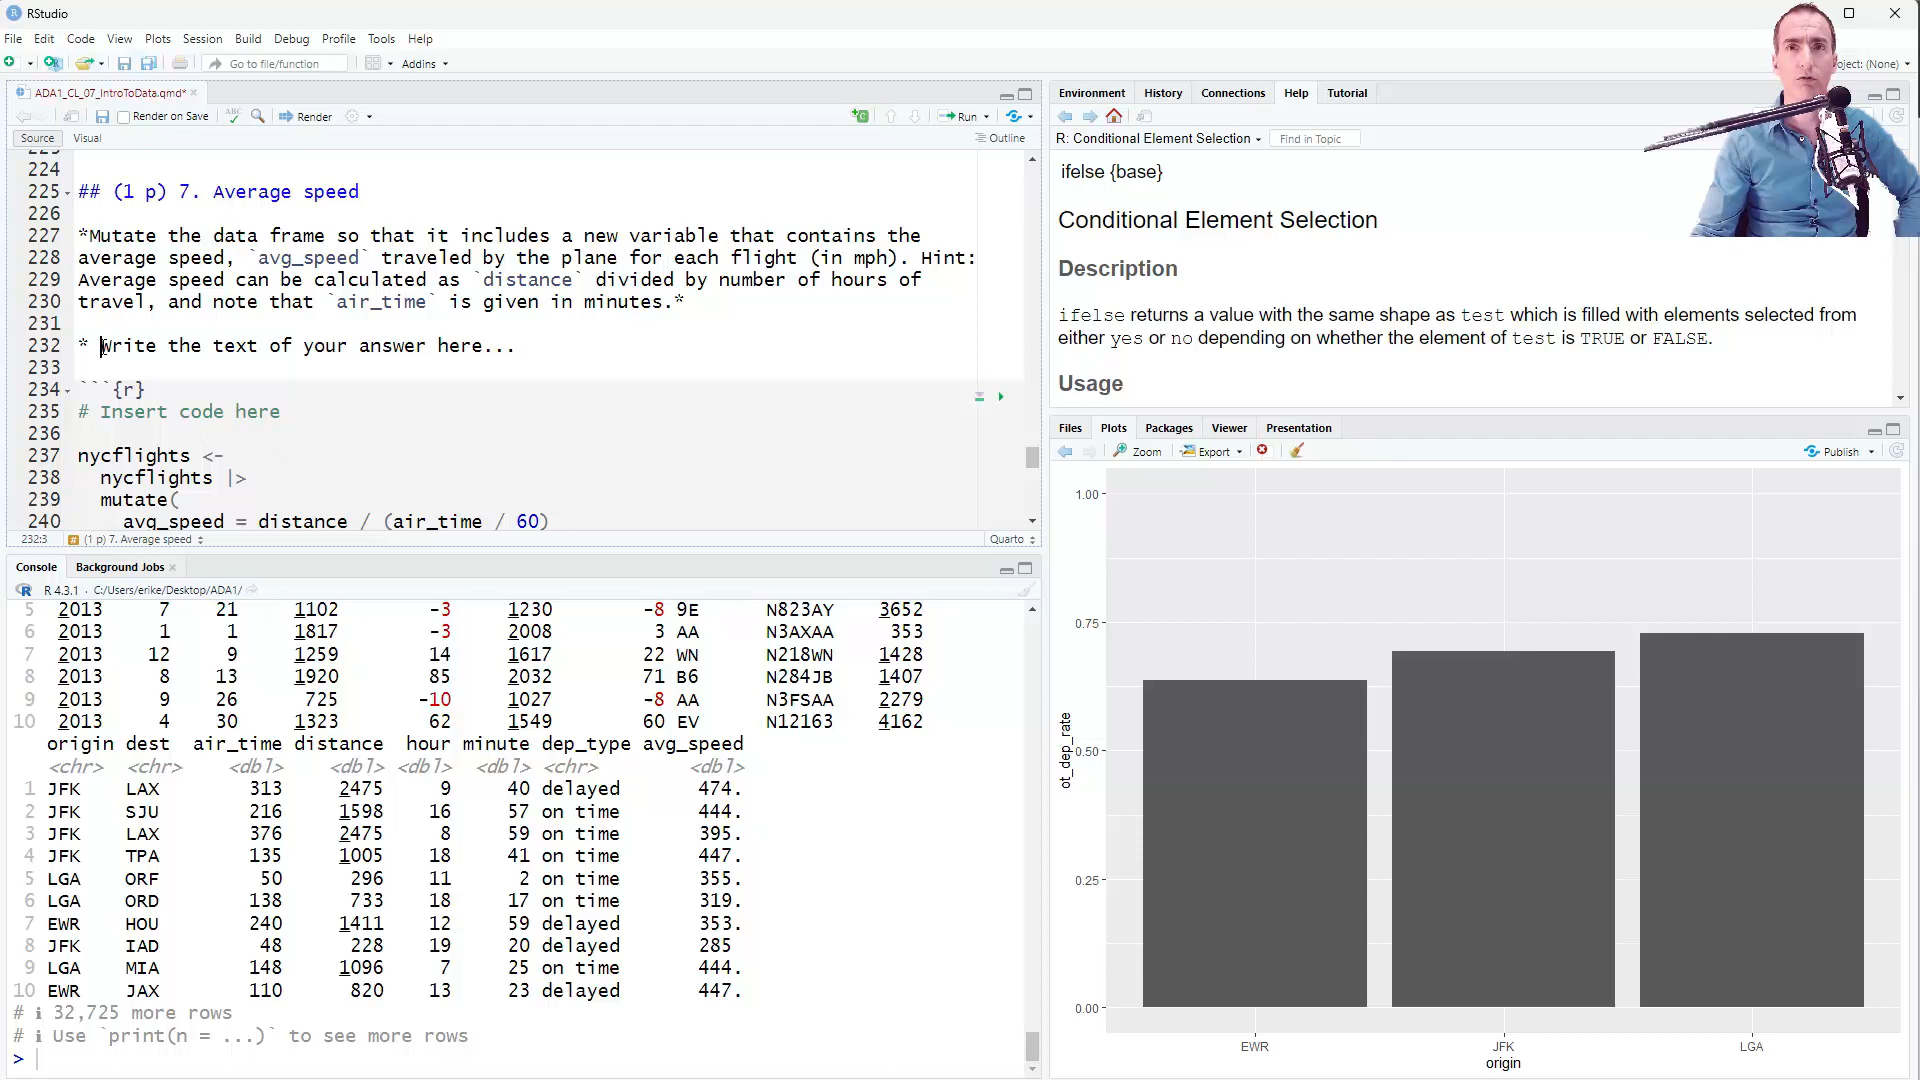 RStudio
File Edit Code View Plots Session Build Debug Profile Tools Help
Go to file/function
Addins
oject: (None)
ADA1_CL_07_IntroToData.qmd*
Render on Save
ABC
Render
Run
Source Visual
Outline
224
225 ## (1 p) 7. Average speed
226
227 *Mutate the data frame so that it includes a new variable that contains the
228 average speed, `avg_speed` traveled by the plane for each flight (in mph). Hint:
229 Average speed can be calculated as `distance` divided by number of hours of
230 travel, and note that `air_time` is given in minutes.*
231
232 * Write the text of your answer here...
233
234 ```{r}
235 # Insert code here
236
237 nycflights <-
238 nycflights |>
239 mutate(
240 avg_speed = distance / (air_time / 60)
232:3 (1 p) 7. Average speed Quarto
Console Background Jobs
R 4.3.1 · C:/Users/erike/Desktop/ADA1/
5 2013 7 21 1102 -3 1230 -8 9E N823AY 3652
6 2013 1 1 1817 -3 2008 3 AA N3AXAA 353
7 2013 12 9 1259 14 1617 22 WN N218WN 1428
8 2013 8 13 1920 85 2032 71 B6 N284JB 1407
9 2013 9 26 725 -10 1027 -8 AA N3FSAA 2279
10 2013 4 30 1323 62 1549 60 EV N12163 4162
origin dest air_time distance hour minute dep_type avg_speed
<chr> <chr> <dbl> <dbl> <dbl> <dbl> <chr> <dbl>
1 JFK LAX 313 2475 9 40 delayed 474.
2 JFK SJU 216 1598 16 57 on time 444.
3 JFK LAX 376 2475 8 59 on time 395.
4 JFK TPA 135 1005 18 41 on time 447.
5 LGA ORF 50 296 11 2 on time 355.
6 LGA ORD 138 733 18 17 on time 319.
7 EWR HOU 240 1411 12 59 delayed 353.
8 JFK IAD 48 228 19 20 delayed 285
9 LGA MIA 148 1096 7 25 on time 444.
10 EWR JAX 110 820 13 23 delayed 447.
# ℹ 32,725 more rows
# ℹ Use `print(n = ...)` to see more rows
>
Environment History Connections Help Tutorial
R: Conditional Element Selection
Find in Topic
ifelse {base}
Conditional Element Selection
Description
ifelse returns a value with the same shape as test which is filled with elements selected from
either yes or no depending on whether the element of test is TRUE or FALSE.
Usage
Files Plots Packages Viewer Presentation
Zoom Export Publish
1.00
0.75
0.50
0.25
0.00
ot_dep_rate
EWR JFK LGA
origin